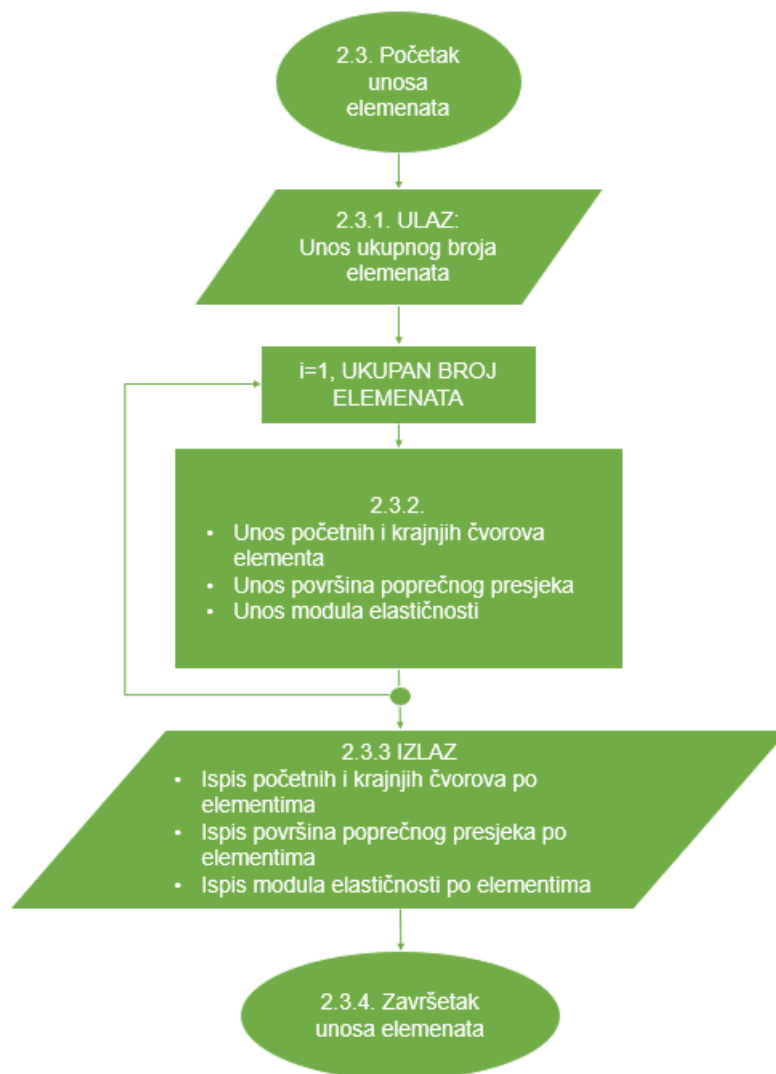 2.3. Početak
unosa
elemenata
2.3.1. ULAZ:
Unos ukupnog broja
elemenata
i=1, UKUPAN BROJ
ELEMENATA
2.3.2.
• Unos početnih i krajnjih čvorova
elementa
• Unos površina poprečnog presjeka
• Unos modula elastičnosti
2.3.3 IZLAZ
• Ispis početnih i krajnjih čvorova po
elementima
• Ispis površina poprečnog presjeka po
elementima
• Ispis modula elastičnosti po elementima
2.3.4. Završetak
unosa elemenata